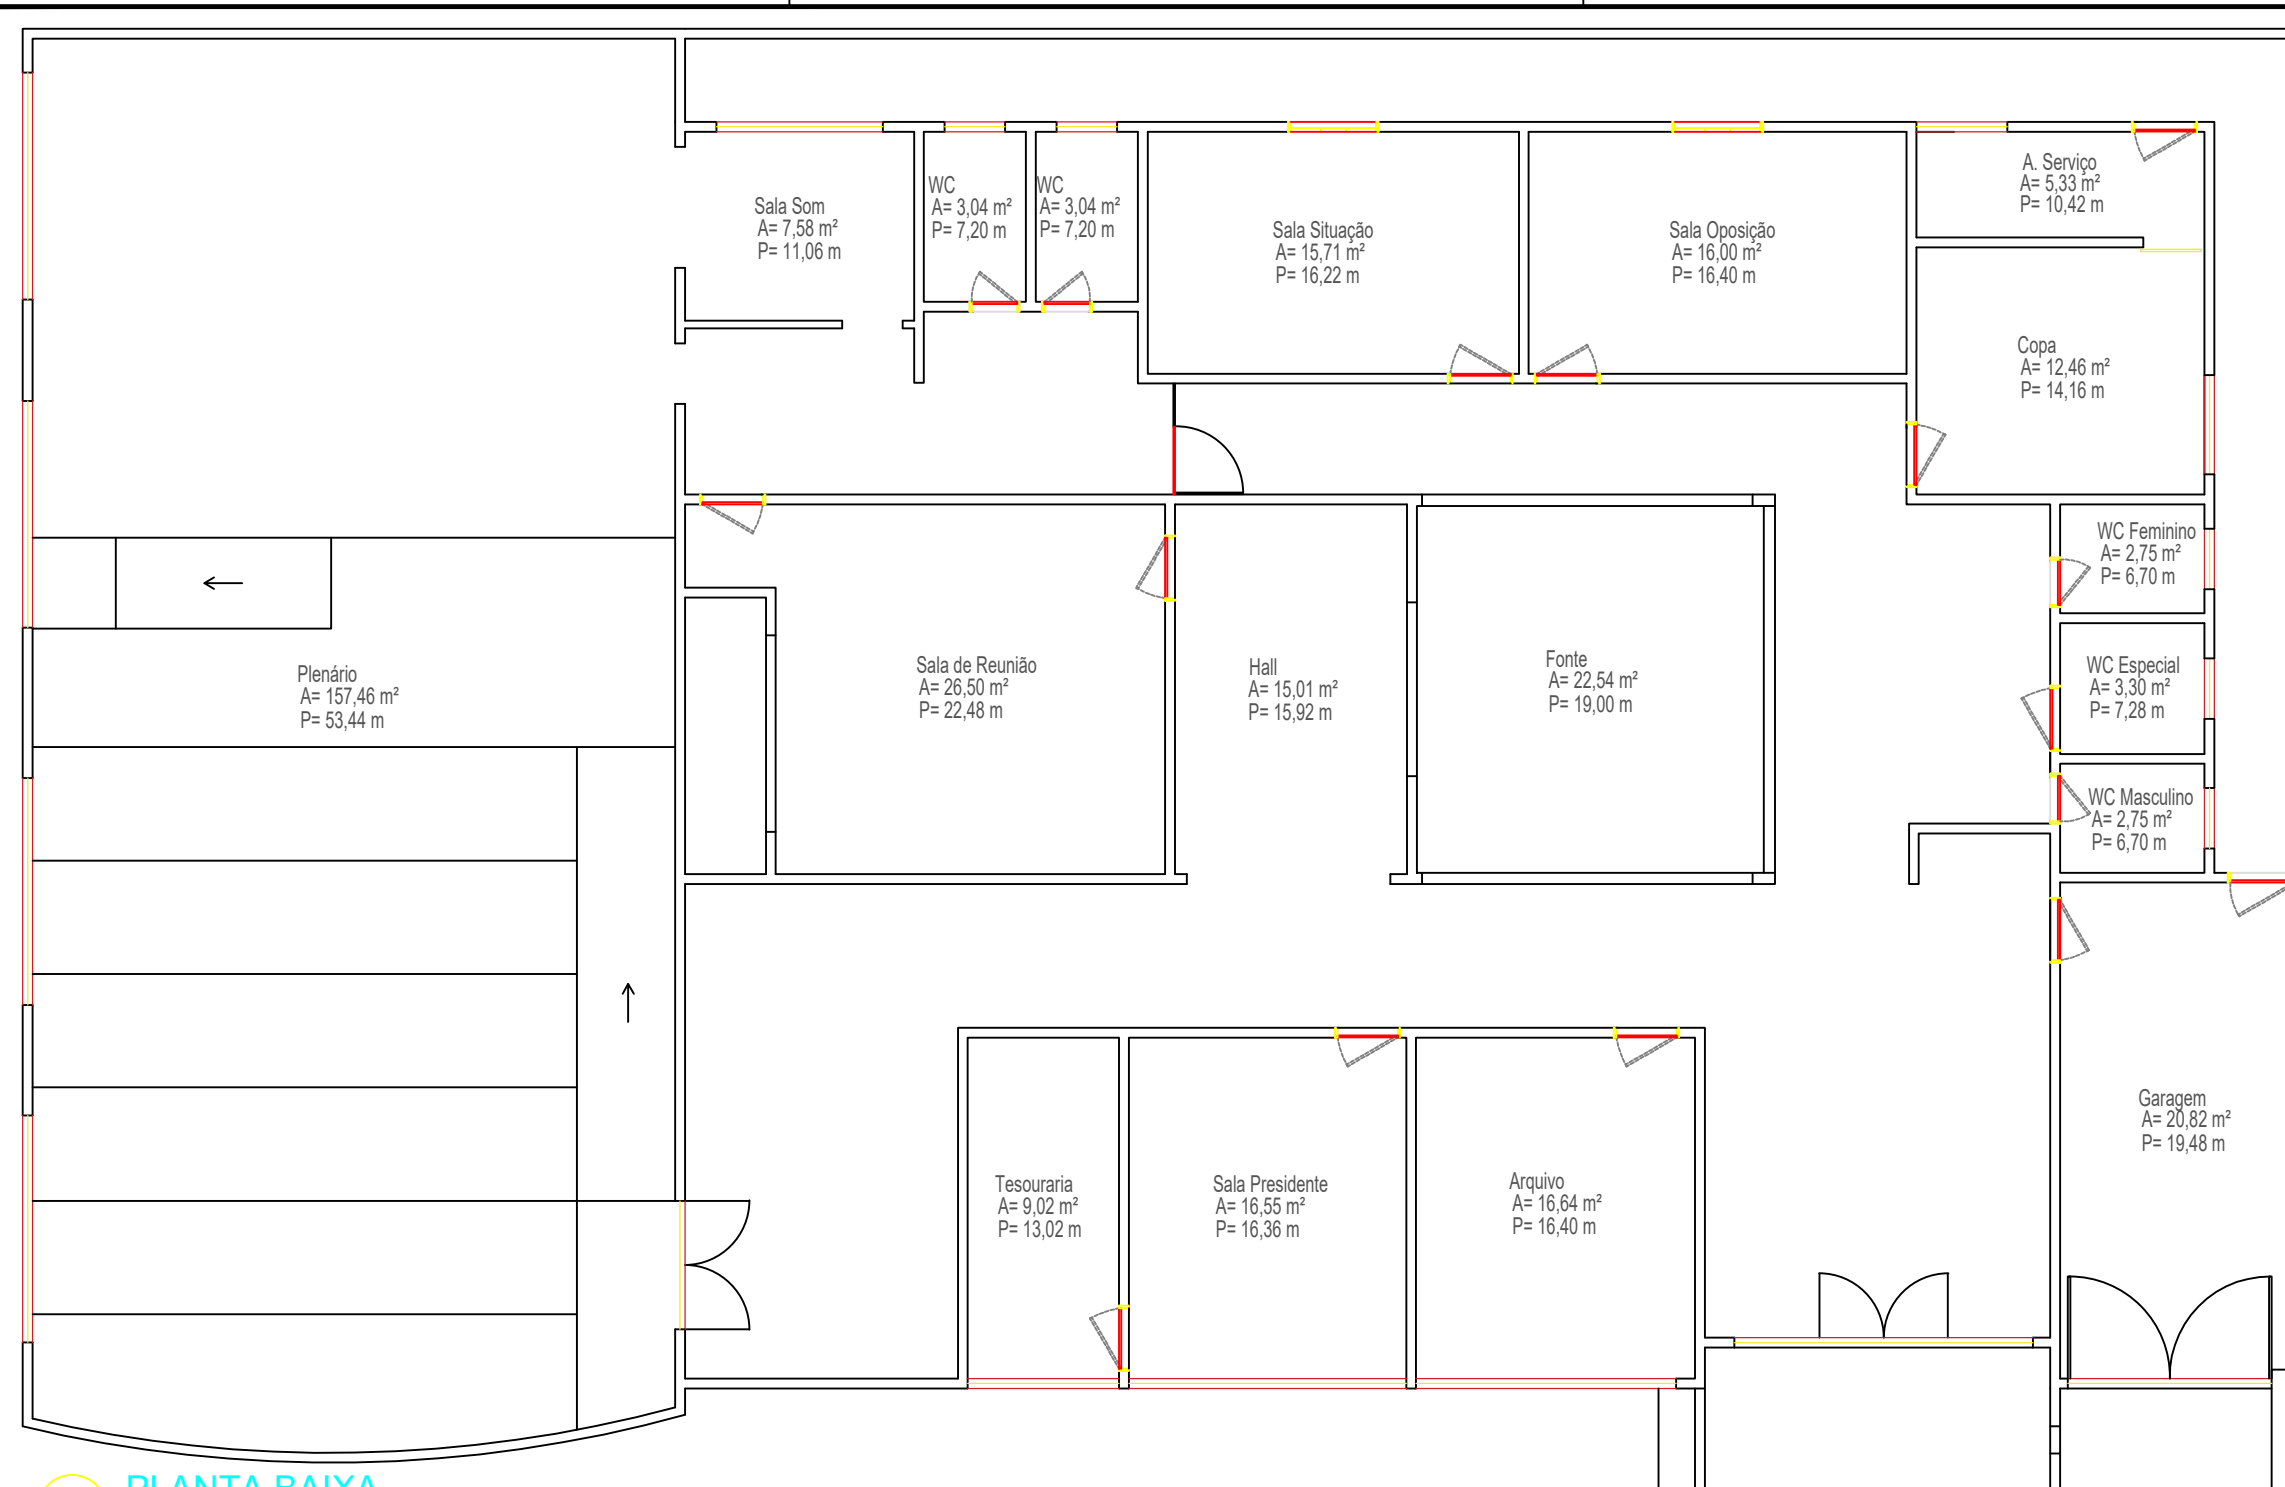 Sala Som
A= 7,58 m²
P= 11,06 m
WC
A= 3,04 m²
P= 7,20 m
WC
A= 3,04 m²
P= 7,20 m
Sala Situação
A= 15,71 m²
P= 16,22 m
Sala Oposição
A= 16,00 m²
P= 16,40 m
A. Serviço
A= 5,33 m²
P= 10,42 m
Copa
A= 12,46 m²
P= 14,16 m
WC Feminino
A= 2,75 m²
P= 6,70 m
Plenário
A= 157,46 m²
P= 53,44 m
Sala de Reunião
A= 26,50 m²
P= 22,48 m
Hall
A= 15,01 m²
P= 15,92 m
Fonte
A= 22,54 m²
P= 19,00 m
WC Especial
A= 3,30 m²
P= 7,28 m
WC Masculino
A= 2,75 m²
P= 6,70 m
Garagem
A= 20,82 m²
P= 19,48 m
Tesouraria
A= 9,02 m²
P= 13,02 m
Sala Presidente
A= 16,55 m²
P= 16,36 m
Arquivo
A= 16,64 m²
P= 16,40 m
PLANTA BAIXA